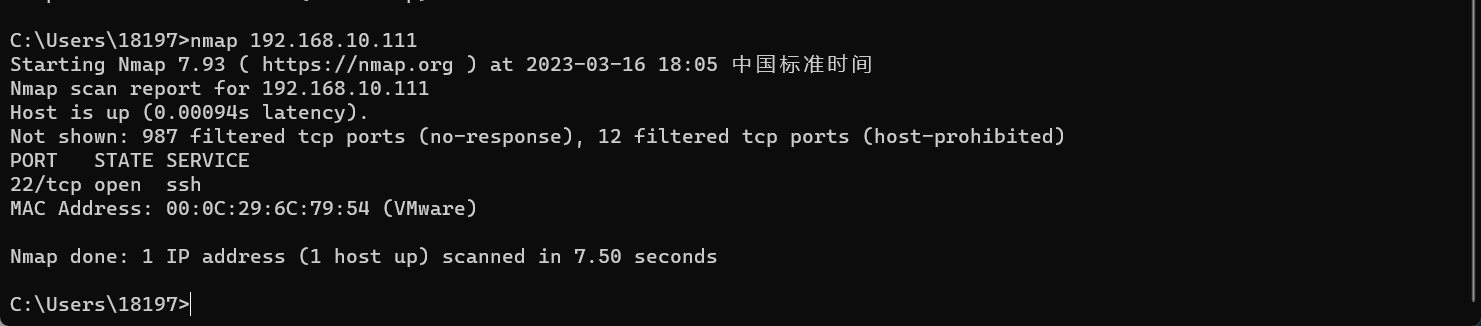 C:\Users\18197>nmap 192.168.10.111
Starting Nmap 7.93 ( https://nmap.org ) at 2023-03-16 18:05 中国标准时间
Nmap scan report for 192.168.10.111
Host is up (0.00094s latency).
Not shown: 987 filtered tcp ports (no-response), 12 filtered tcp ports (host-prohibited)
PORT   STATE SERVICE
22/tcp open  ssh
MAC Address: 00:0C:29:6C:79:54 (VMware)
Nmap done: 1 IP address (1 host up) scanned in 7.50 seconds
C:\Users\18197>